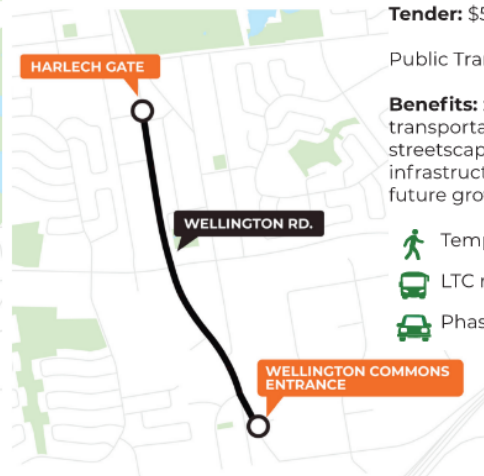 HARLECH GATE
WELLINGTON RD.
WELLINGTON COMMONS
ENTRANCE
Tender: $5
Public Tra
Benefits:
transporta
streetscap
infrastruct
future gro
Temp
LTC
Phas